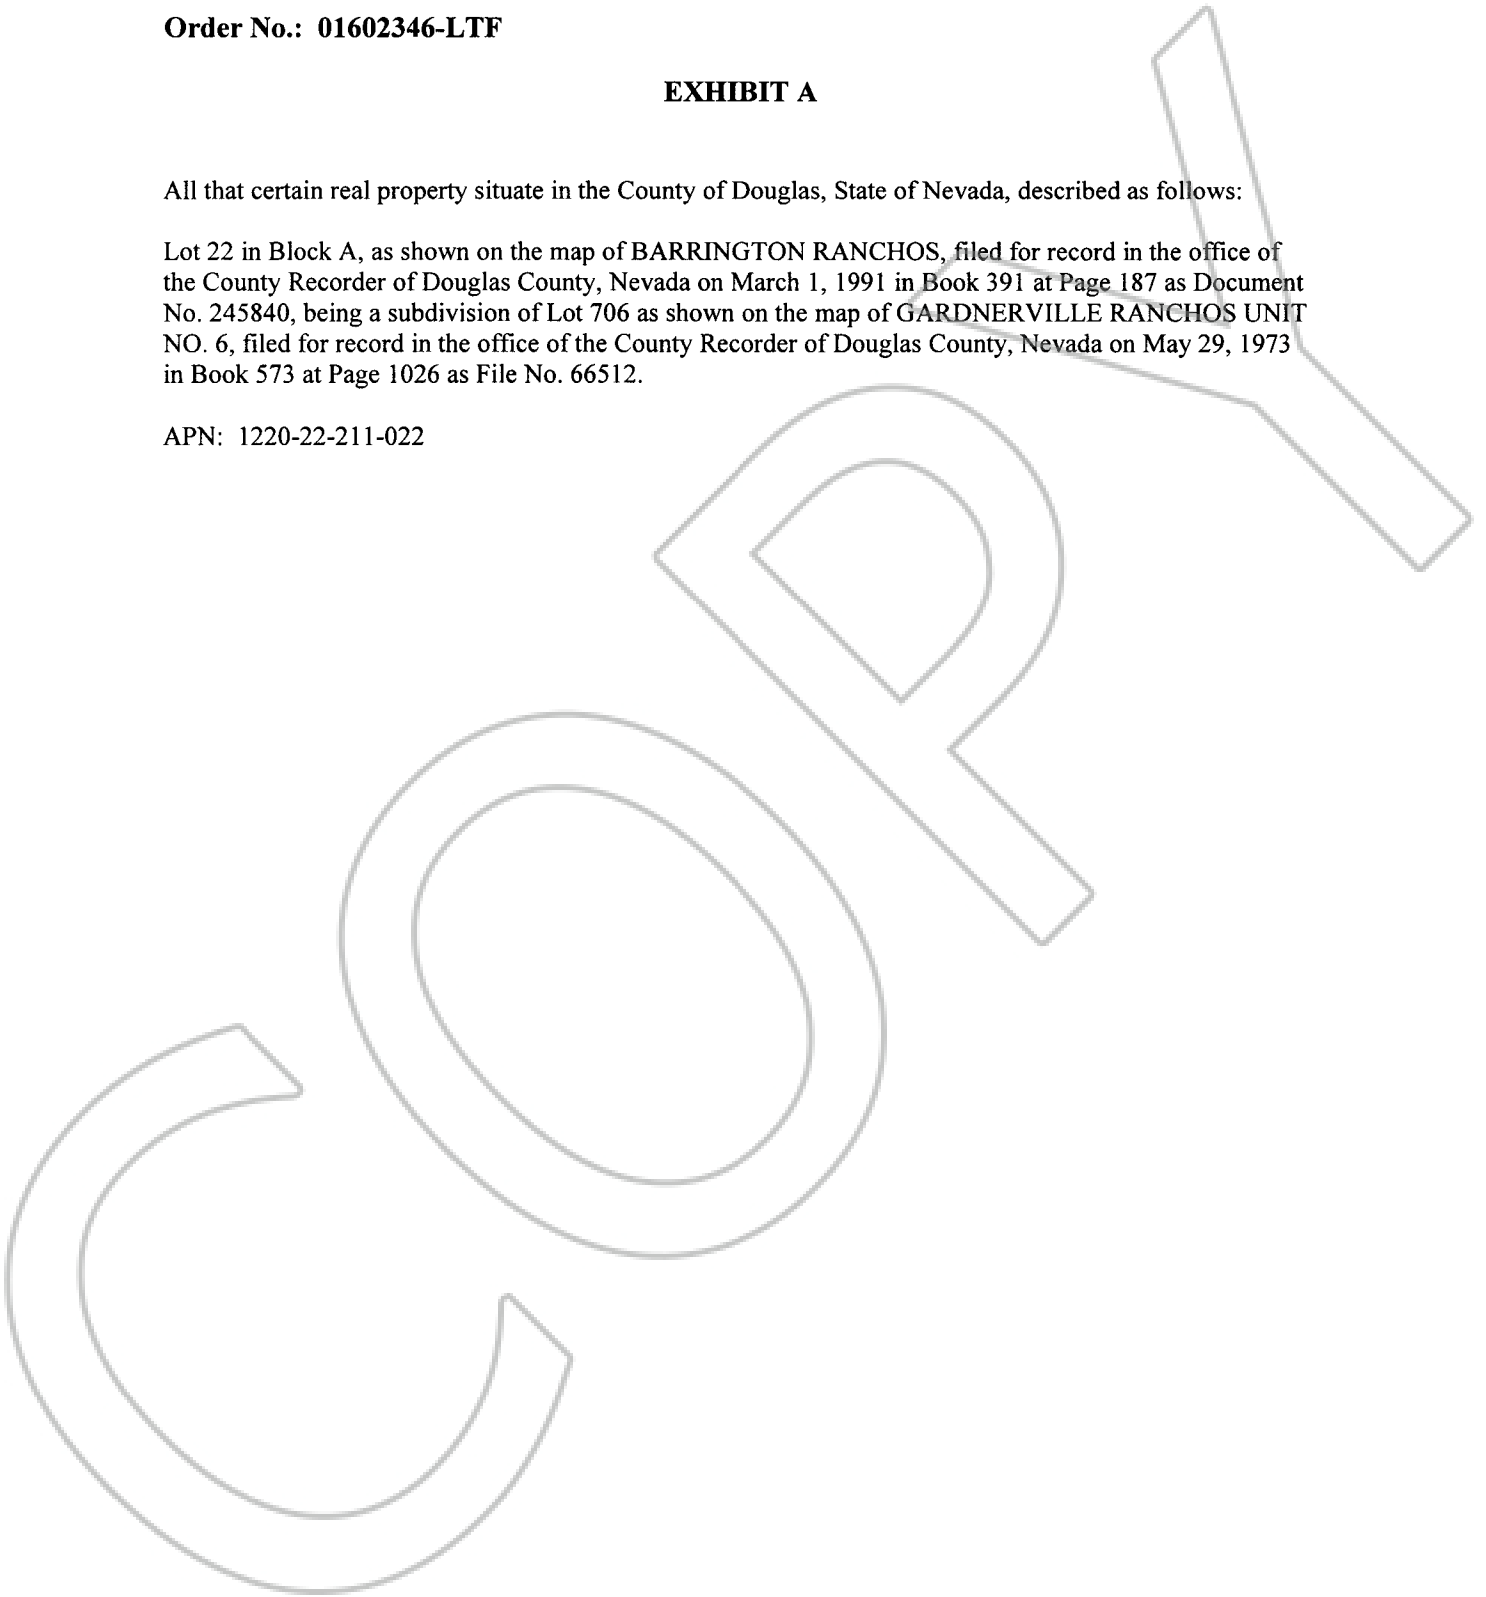 Order No.: 01602346-LTF
EXHIBIT A
All that certain real property situate in the County of Douglas, State of Nevada, described as follows:
Lot 22 in Block A, as shown on the map of BARRINGTON RANCHOS, filed for record in the office of
the County Recorder of Douglas County, Nevada on March 1, 1991 in Book 391 at Page 187 as Document
No. 245840, being a subdivision of Lot 706 as shown on the map of GARDNERVILLE RANCHOS UNIT
NO. 6, filed for record in the office of the County Recorder of Douglas County, Nevada on May 29, 1973
in Book 573 at Page 1026 as File No. 66512.
APN: 1220-22-211-022
COPY